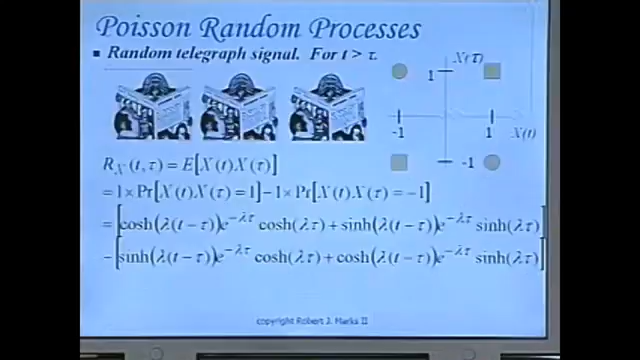 Poisson Random Processes
▪ Random telegraph signal. For t > τ.
X(τ)
1
-1 1 X(t)
-1
R_X(t,τ) = E[X(t)X(τ)]
= 1×Pr[X(t)X(τ) = 1] − 1×Pr[X(t)X(τ) = −1]
= [cosh(λ(t−τ))e^{−λτ} cosh(λτ) + sinh(λ(t−τ))e^{−λτ} sinh(λτ)]
− [sinh(λ(t−τ))e^{−λτ} cosh(λτ) + cosh(λ(t−τ))e^{−λτ} sinh(λτ)]
copyright Robert J. Marks II